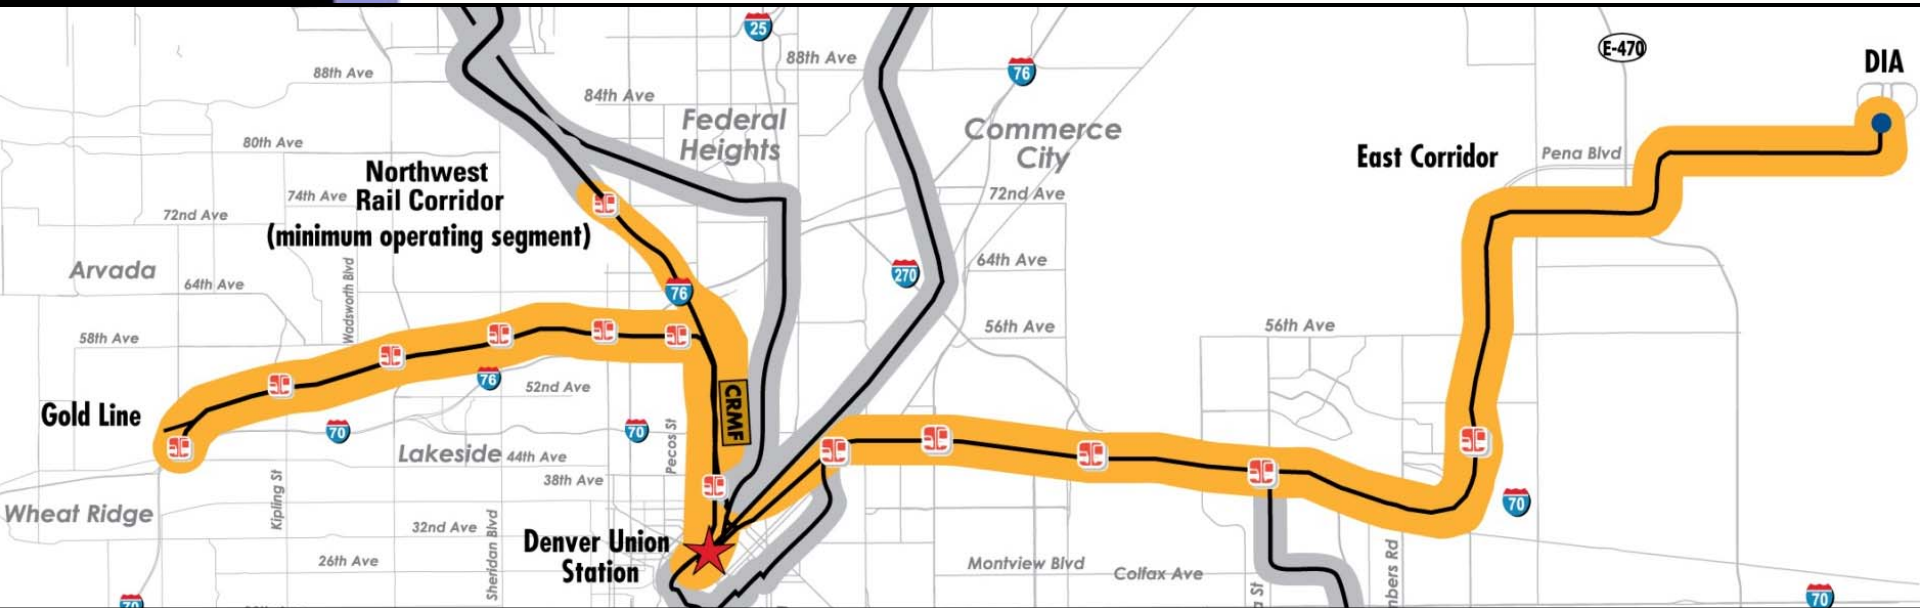 25
E-470
DIA
88th Ave
88th Ave
76
84th Ave
Federal
Heights
Commerce
City
80th Ave
Northwest
Rail Corridor
(minimum operating segment)
East Corridor
Pena Blvd
74th Ave
72nd Ave
72nd Ave
Arvada
64th Ave
64th Ave
270
76
Wadsworth Blvd
58th Ave
56th Ave
56th Ave
76
52nd Ave
CRMF
Gold Line
70
70
Pecos St
Lakeside
44th Ave
38th Ave
Kipling St
Wheat Ridge
32nd Ave
Sheridan Blvd
70
Denver Union
Station
26th Ave
Montview Blvd
Colfax Ave
70
70